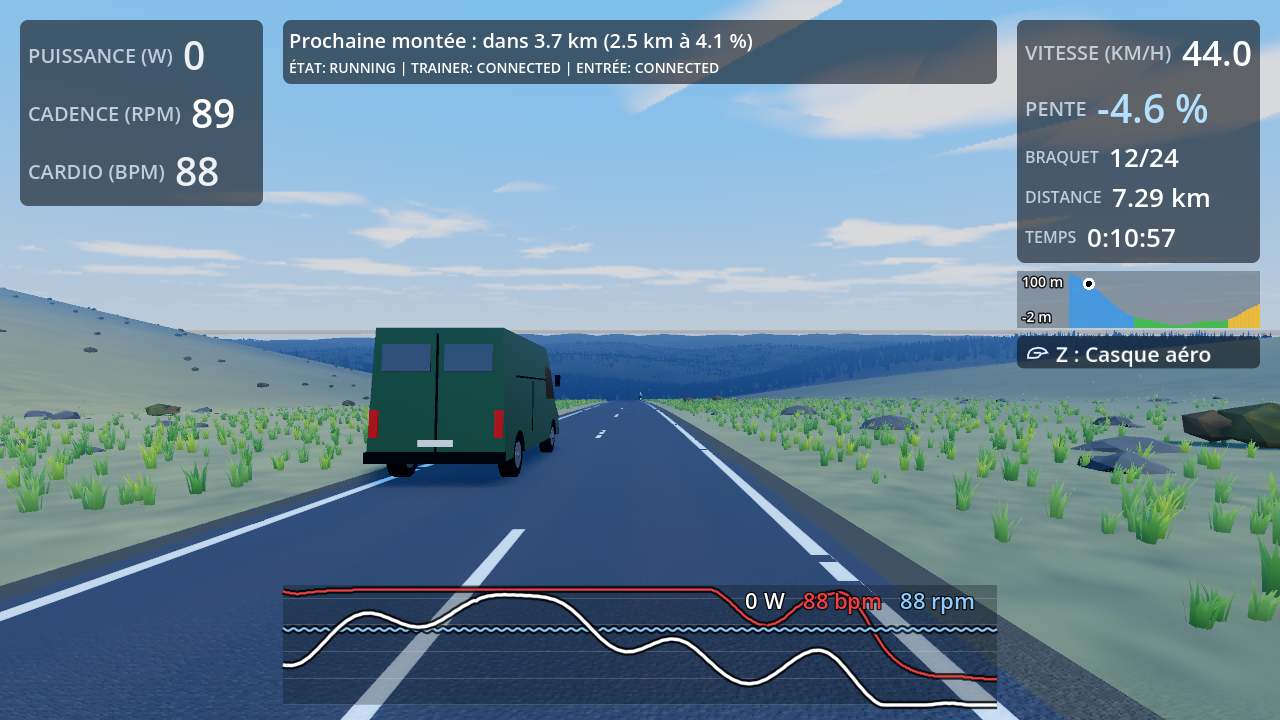 PUISSANCE (W) 0
CADENCE (RPM) 89
CARDIO (BPM) 88
Prochaine montée : dans 3.7 km (2.5 km à 4.1 %)
ÉTAT: RUNNING | TRAINER: CONNECTED | ENTRÉE: CONNECTED
VITESSE (KM/H) 44.0
PENTE -4.6 %
BRAQUET 12/24
DISTANCE 7.29 km
TEMPS 0:10:57
100 m
-2 m
Z : Casque aéro
0 W 88 bpm 88 rpm